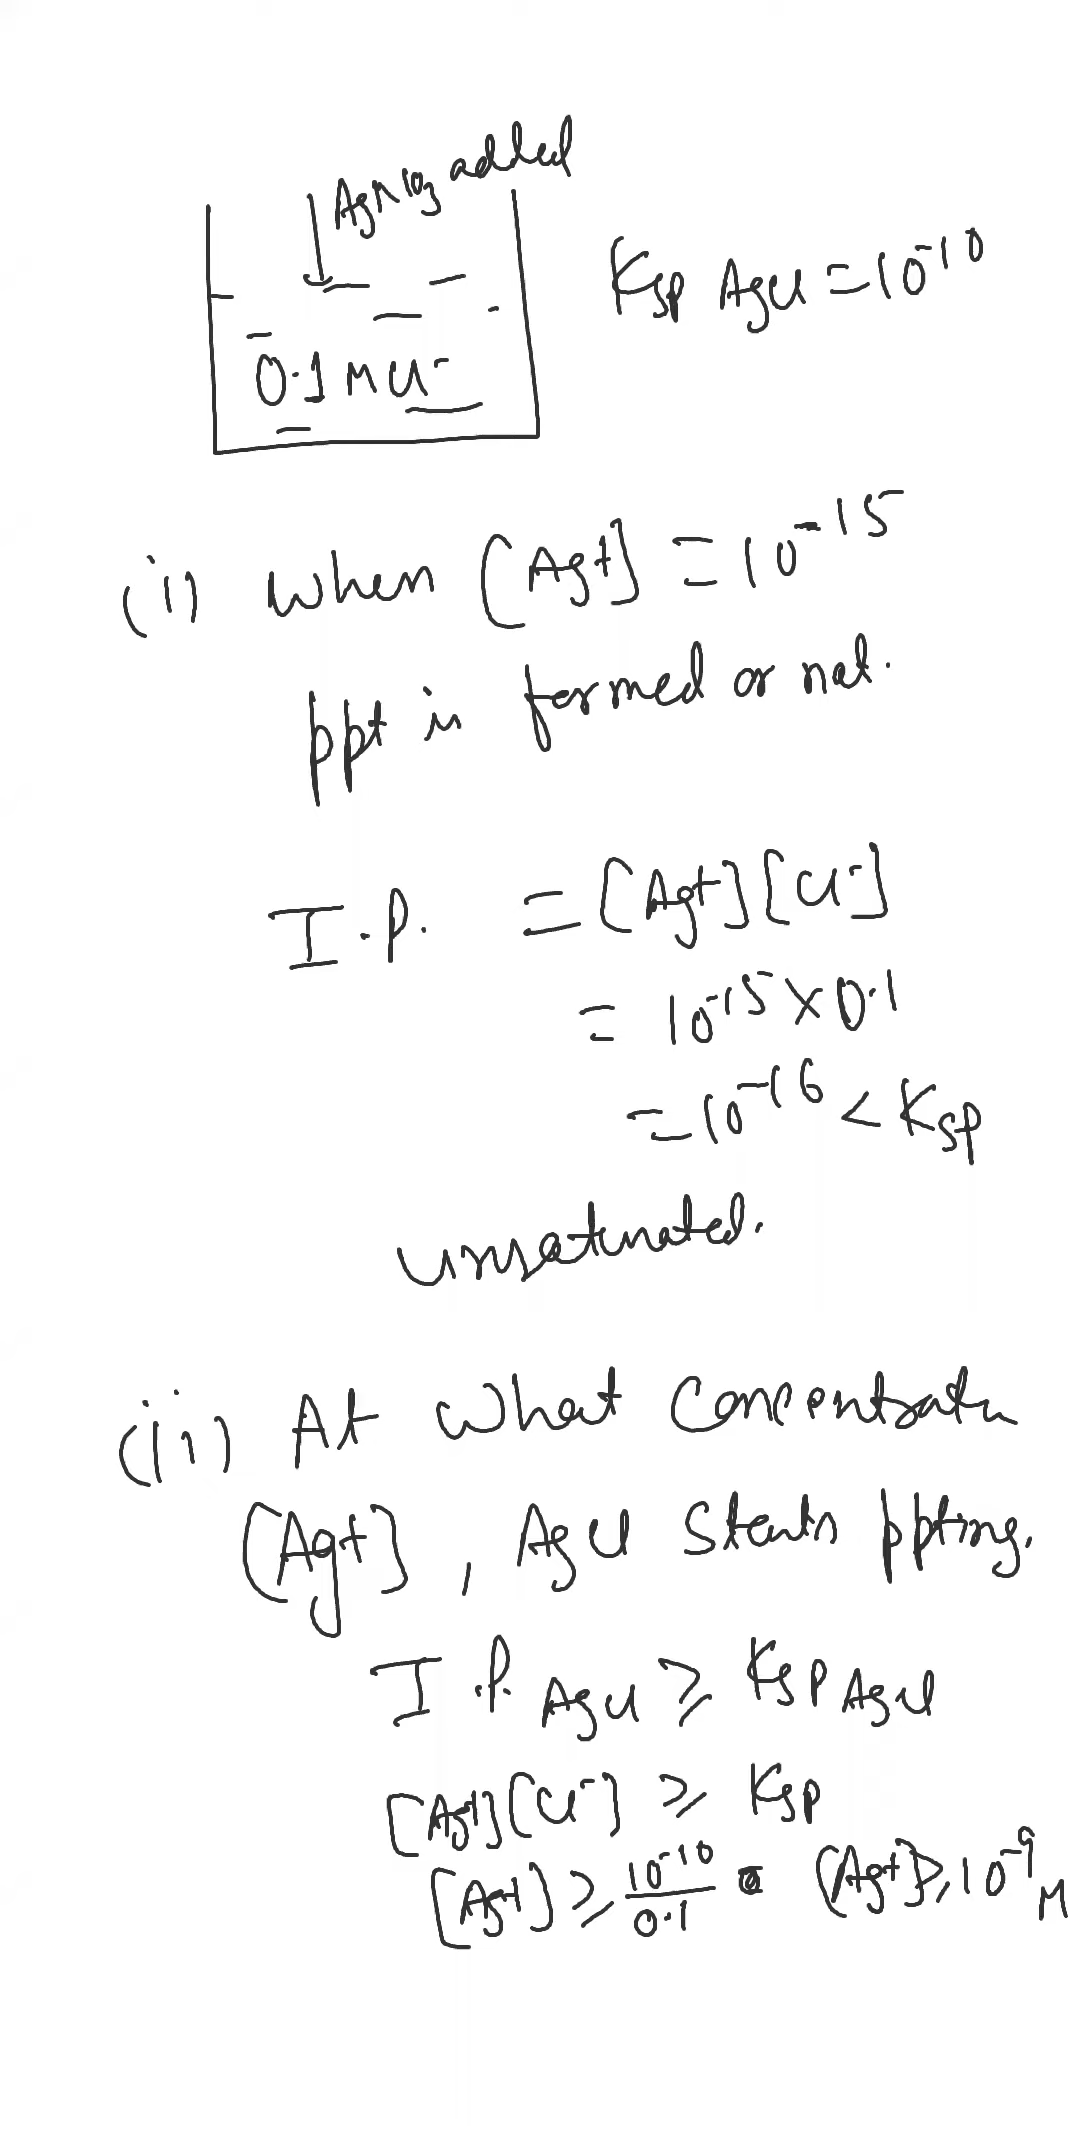 AgNO3 added
Ksp AgCl = 10^-10
0.1 M Cl^-
(i) when [Ag+] = 10^-15
ppt is formed or not.
I.P. = [Ag+][Cl^-]
= 10^-15 × 0.1
= 10^-16 < Ksp
unsaturated.
(ii) At what concentration
[Ag+], AgCl starts ppting.
I.P. AgCl ≥ Ksp AgCl
[Ag+][Cl^-] ≥ Ksp
[Ag+] ≥ 10^-10/0.1 [Ag+] ≥ 10^-9 M